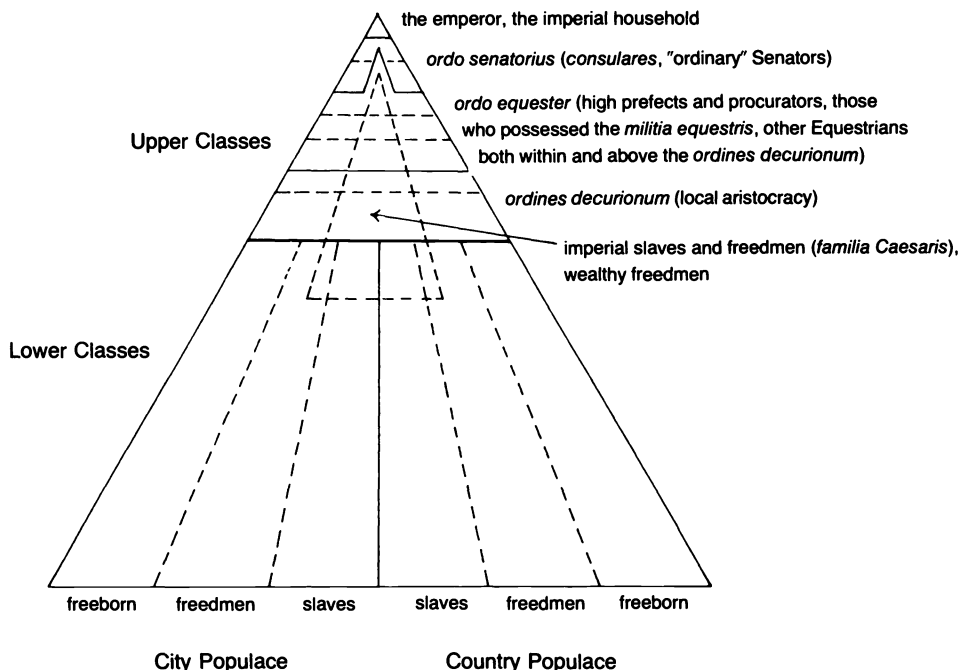 the emperor, the imperial household
ordo senatorius (consulares, "ordinary" Senators)
ordo equester (high prefects and procurators, those
who possessed the militia equestris, other Equestrians
both within and above the ordines decurionum)
Upper Classes
ordines decurionum (local aristocracy)
imperial slaves and freedmen (familia Caesaris),
wealthy freedmen
Lower Classes
freeborn freedmen slaves slaves freedmen freeborn
City Populace Country Populace